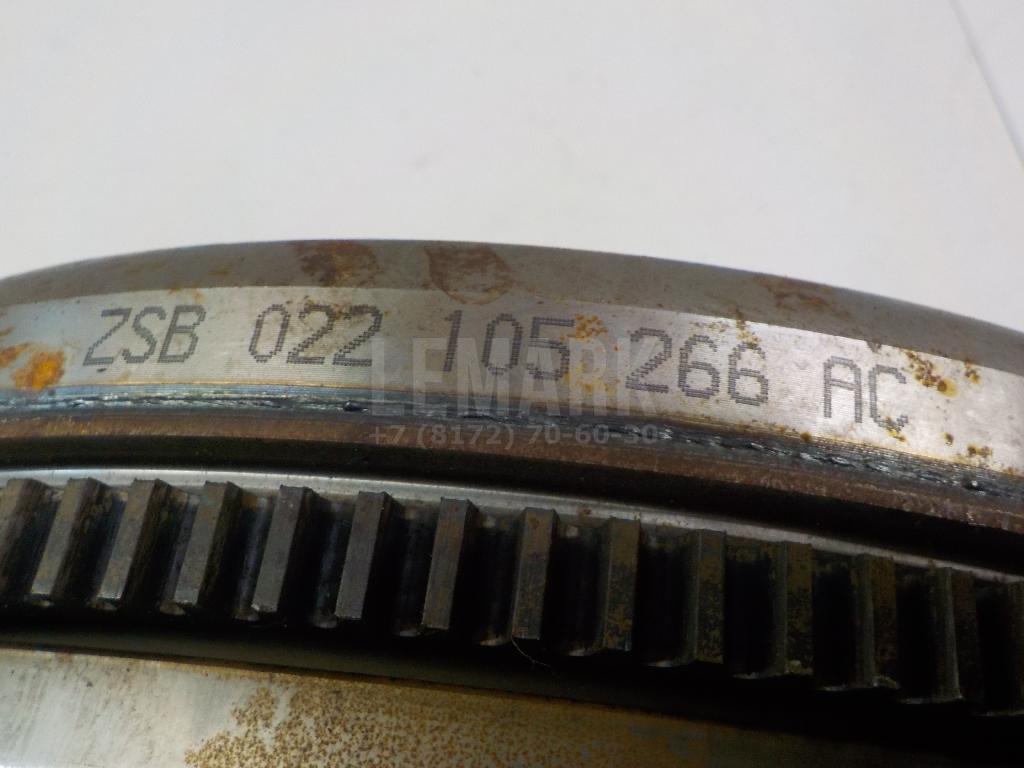 ZSB 022 105 266 AC
LEMARK
+7 (8172) 70-60-30